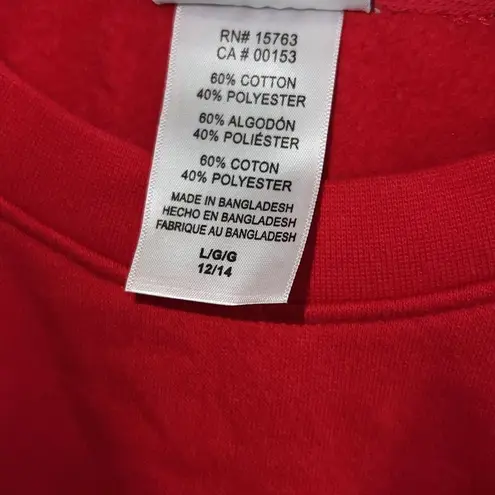 RN# 15763
CA # 00153
60% COTTON
40% POLYESTER
60% ALGODÓN
40% POLIÉSTER
60% COTON
40% POLYESTER
MADE IN BANGLADESH
HECHO EN BANGLADESH
FABRIQUE AU BANGLADESH
L/G/G
12/14